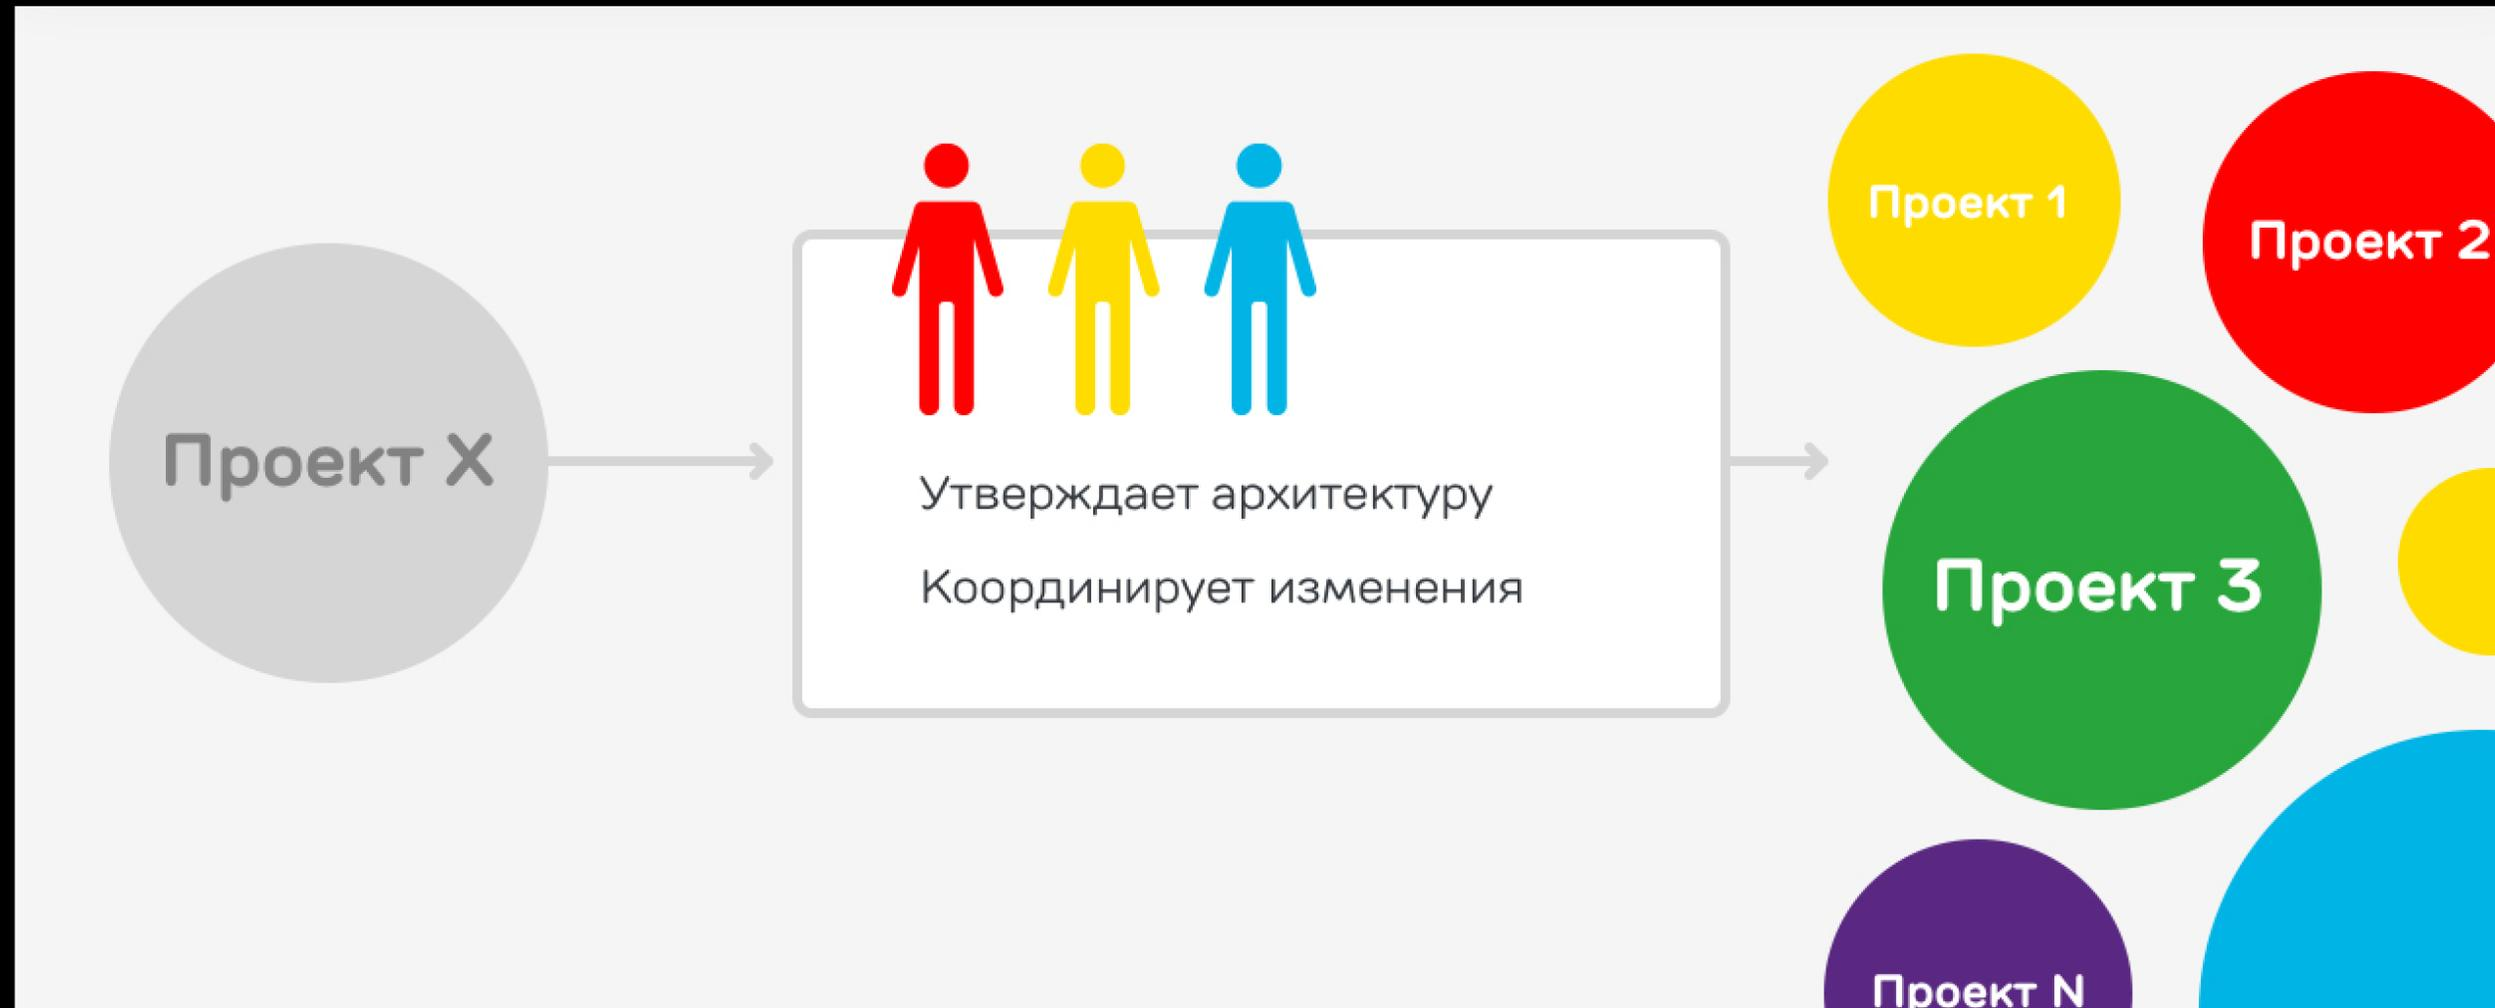 Проект X
Утверждает архитектуру
Координирует изменения
Проект 1
Проект 2
Проект 3
Проект N